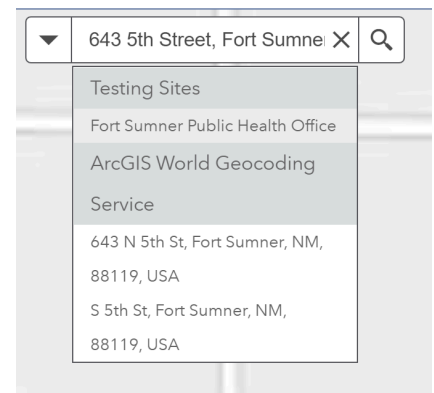 643 5th Street, Fort Sumne
Testing Sites
Fort Sumner Public Health Office
ArcGIS World Geocoding
Service
643 N 5th St, Fort Sumner, NM,
88119, USA
S 5th St, Fort Sumner, NM,
88119, USA